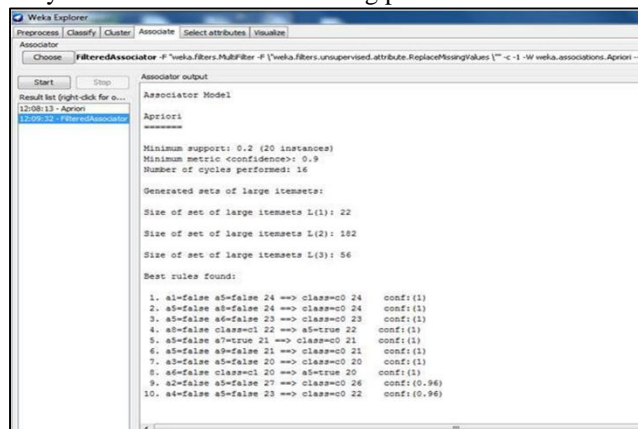 Weka Explorer
Preprocess Classify Cluster Associate Select attributes Visualize
Associator
Choose FilteredAssociator -F "weka.filters.MultiFilter -F \"weka.filters.unsupervised.attribute.ReplaceMissingValues \"" -c -1 -W weka.associations.Apriori --
Start Stop
Result list (right-click for o...
12:08:13 - Apriori
12:09:32 - FilteredAssociator
Associator output
Associator Model
Apriori
=======
Minimum support: 0.2 (20 instances)
Minimum metric <confidence>: 0.9
Number of cycles performed: 16
Generated sets of large itemsets:
Size of set of large itemsets L(1): 22
Size of set of large itemsets L(2): 182
Size of set of large itemsets L(3): 56
Best rules found:
1. a1=false a5=false 24 ==> class=c0 24 conf:(1)
2. a5=false a8=false 24 ==> class=c0 24 conf:(1)
3. a5=false a6=false 23 ==> class=c0 23 conf:(1)
4. a8=false class=c1 22 ==> a5=true 22 conf:(1)
5. a5=false a7=true 21 ==> class=c0 21 conf:(1)
6. a5=false a9=false 21 ==> class=c0 21 conf:(1)
7. a3=false a5=false 20 ==> class=c0 20 conf:(1)
8. a6=false class=c1 20 ==> a5=true 20 conf:(1)
9. a2=false a5=false 27 ==> class=c0 26 conf:(0.96)
10. a4=false a5=false 23 ==> class=c0 22 conf:(0.96)